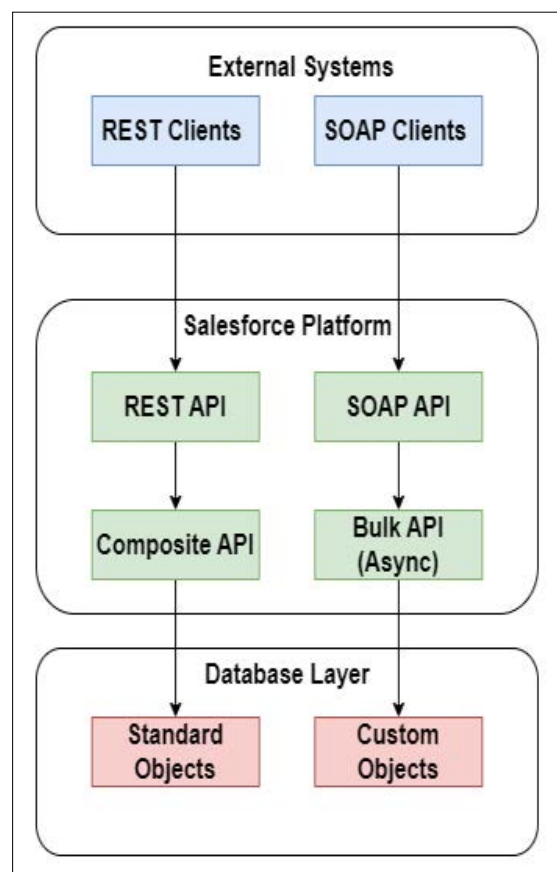 External Systems
REST Clients
SOAP Clients
Salesforce Platform
REST API
SOAP API
Composite API
Bulk API
(Async)
Database Layer
Standard
Objects
Custom
Objects